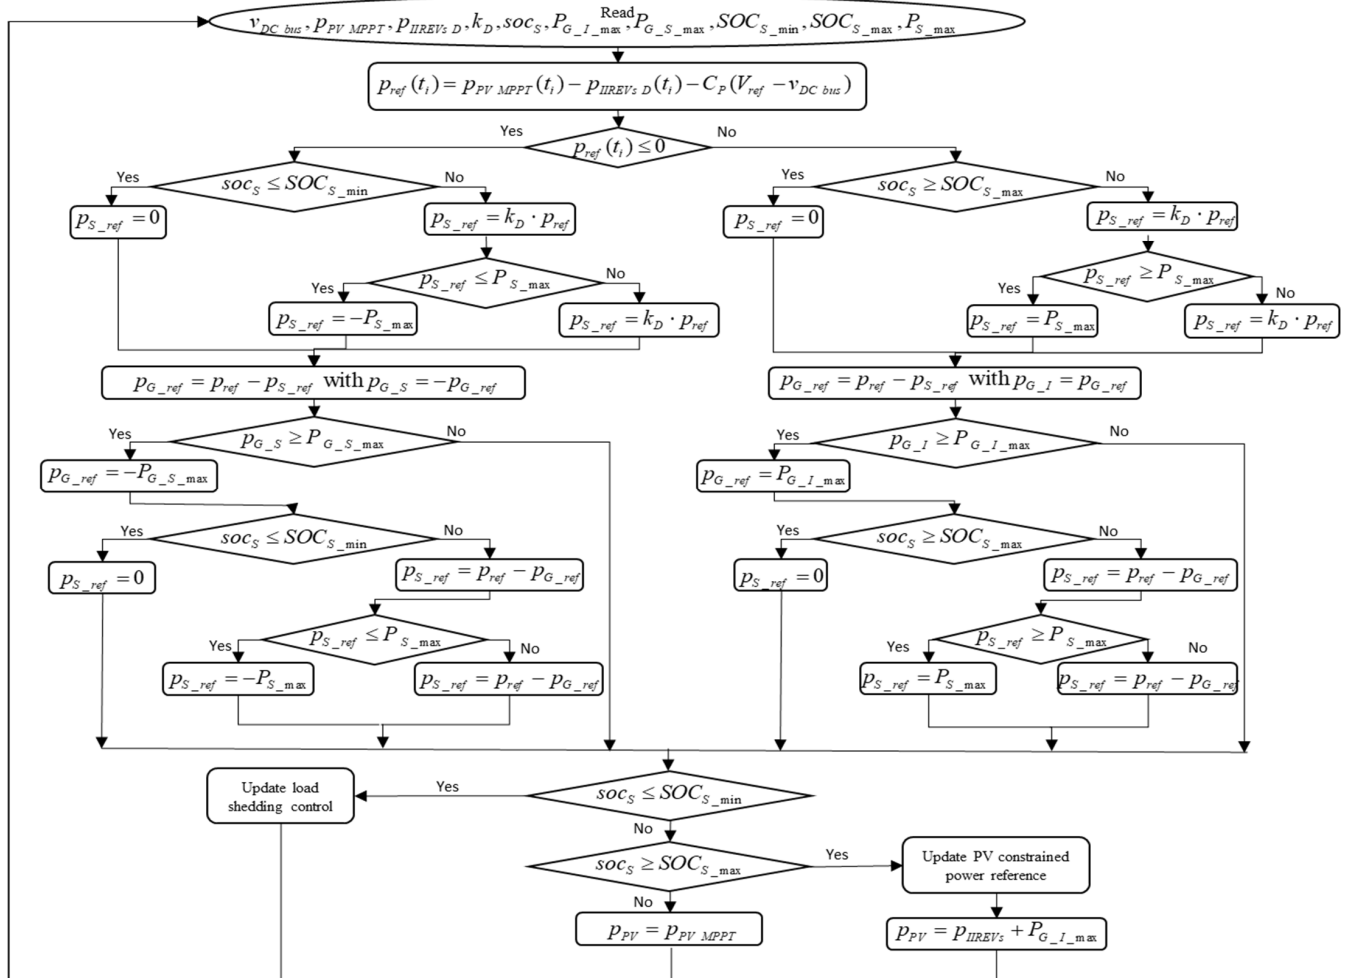 Read
v_DC bus, p_PV MPPT, p_IIREVs D, k_D, soc_S, P_G_I_max, P_G_S_max, SOC_S_min, SOC_S_max, P_S_max
p_ref(t_i) = p_PV MPPT(t_i) − p_IIREVs D(t_i) − C_P(V_ref − v_DC bus)
Yes
No
p_ref(t_i) ≤ 0
Yes
soc_S ≤ SOC_S_min
No
Yes
soc_S ≥ SOC_S_max
No
p_S_ref = 0
p_S_ref = k_D · p_ref
p_S_ref = 0
p_S_ref = k_D · p_ref
Yes
p_S_ref ≤ P_S_max
No
Yes
p_S_ref ≥ P_S_max
No
p_S_ref = −P_S_max
p_S_ref = k_D · p_ref
p_S_ref = P_S_max
p_S_ref = k_D · p_ref
p_G_ref = p_ref − p_S_ref with p_G_S = −p_G_ref
p_G_ref = p_ref − p_S_ref with p_G_I = p_G_ref
Yes
p_G_S ≥ P_G_S_max
No
Yes
p_G_I ≥ P_G_I_max
No
p_G_ref = −P_G_S_max
p_G_ref = P_G_I_max
Yes
soc_S ≤ SOC_S_min
No
Yes
soc_S ≥ SOC_S_max
No
p_S_ref = 0
p_S_ref = p_ref − p_G_ref
p_S_ref = 0
p_S_ref = p_ref − p_G_ref
Yes
p_S_ref ≤ P_S_max
No
Yes
p_S_ref ≥ P_S_max
No
p_S_ref = −P_S_max
p_S_ref = p_ref − p_G_ref
p_S_ref = P_S_max
p_S_ref = p_ref − p_G_ref
Update load
shedding control
Yes
soc_S ≤ SOC_S_min
No
soc_S ≥ SOC_S_max
Yes
Update PV constrained
power reference
No
p_PV = p_PV MPPT
p_PV = p_IIREVs + P_G_I_max